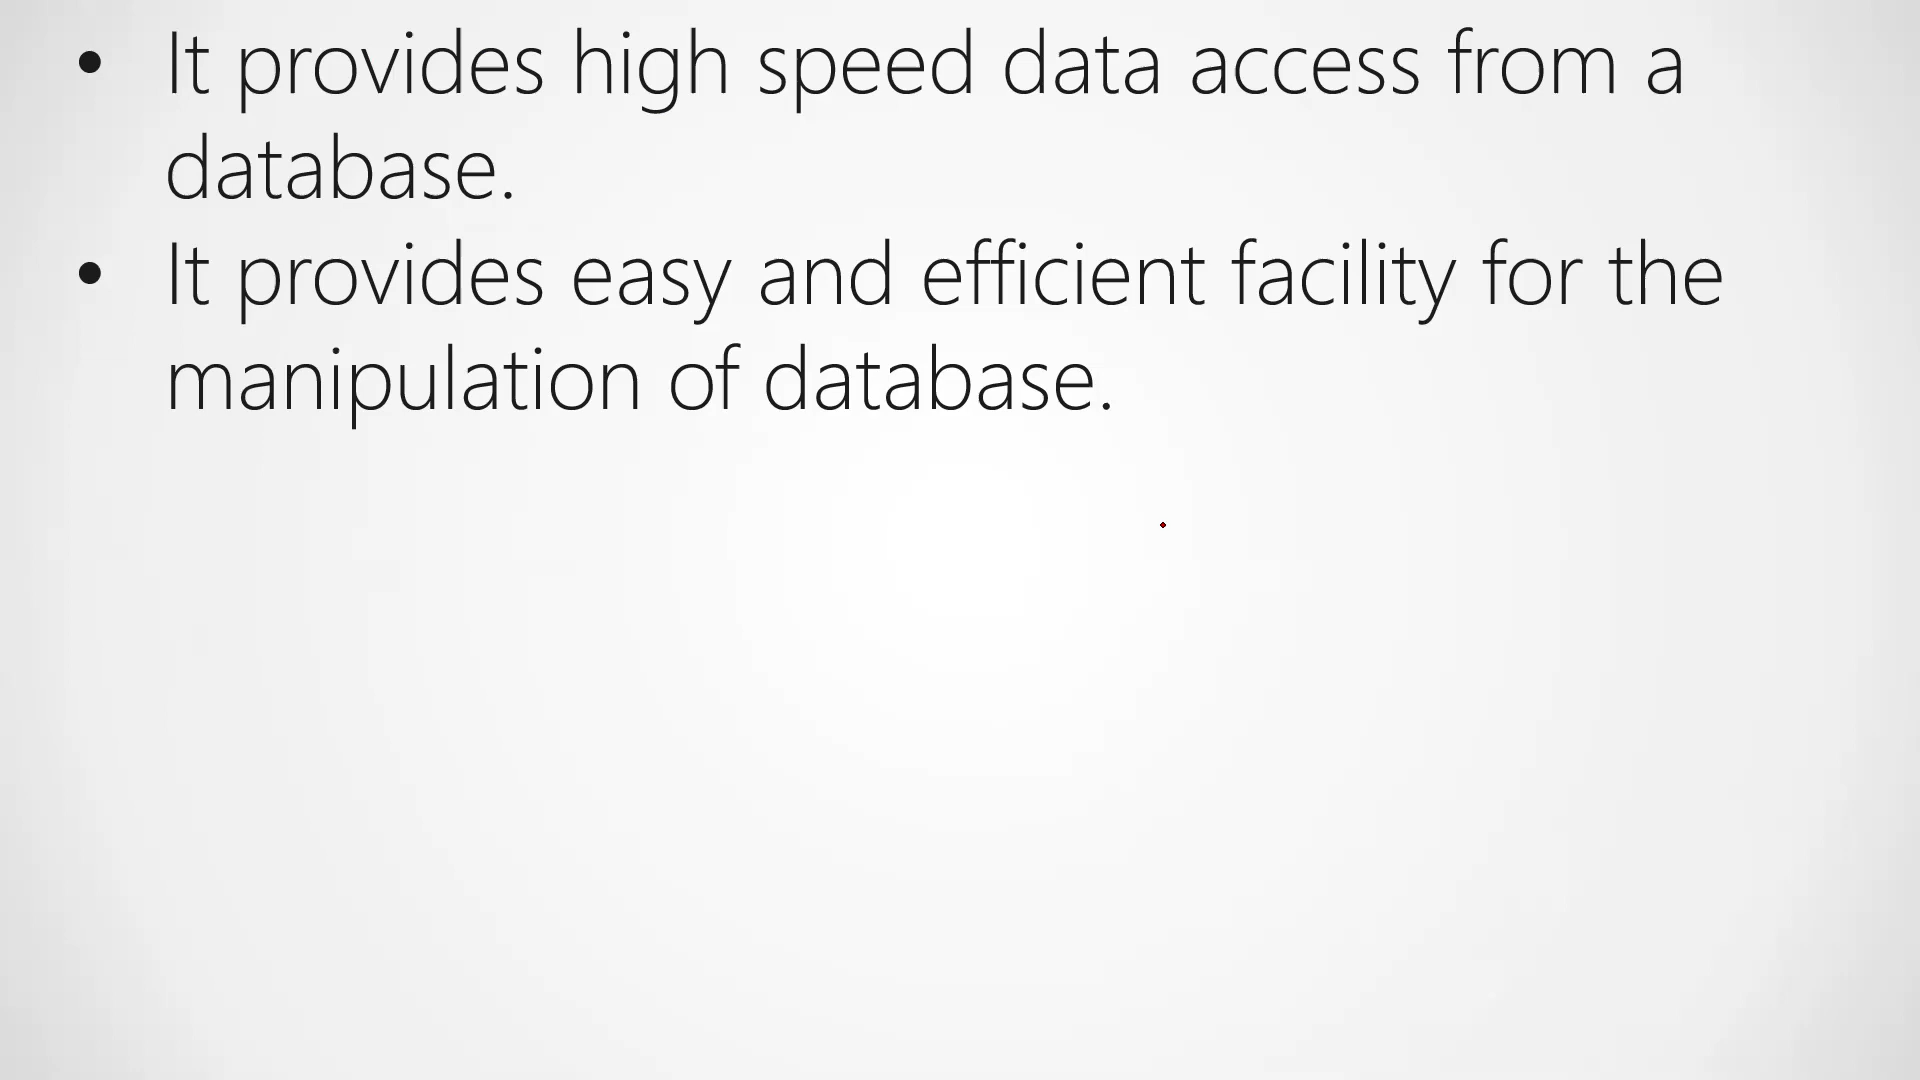 • It provides high speed data access from a
database.
• It provides easy and efficient facility for the
manipulation of database.